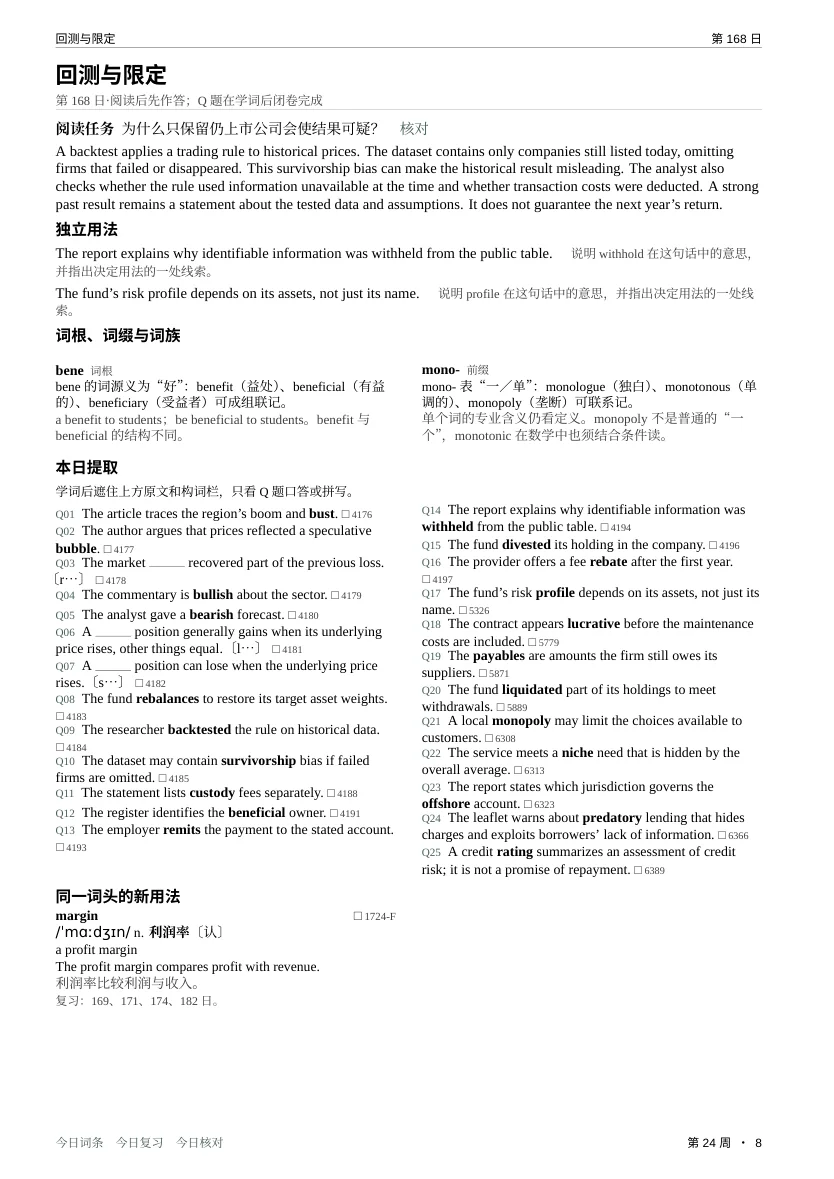 回测与限定
第 168 日
回测与限定
第 168 日·阅读后先作答；Q 题在学词后闭卷完成
阅读任务 为什么只保留仍上市公司会使结果可疑？ 核对
A backtest applies a trading rule to historical prices. The dataset contains only companies still listed today, omitting
firms that failed or disappeared. This survivorship bias can make the historical result misleading. The analyst also
checks whether the rule used information unavailable at the time and whether transaction costs were deducted. A strong
past result remains a statement about the tested data and assumptions. It does not guarantee the next year’s return.
独立用法
The report explains why identifiable information was withheld from the public table. 说明 withhold 在这句话中的意思，
并指出决定用法的一处线索。
The fund’s risk profile depends on its assets, not just its name. 说明 profile 在这句话中的意思，并指出决定用法的一处线
索。
词根、词缀与词族
bene 词根
bene 的词源义为“好”：benefit（益处）、beneficial（有益
的）、beneficiary（受益者）可成组联记。
a benefit to students；be beneficial to students。benefit 与
beneficial 的结构不同。
mono- 前缀
mono- 表“一／单”：monologue（独白）、monotonous（单
调的）、monopoly（垄断）可联系记。
单个词的专业含义仍看定义。monopoly 不是普通的“一
个”，monotonic 在数学中也须结合条件读。
本日提取
学词后遮住上方原文和构词栏，只看 Q 题口答或拼写。
Q01 The article traces the region’s boom and bust. □ 4176
Q02 The author argues that prices reflected a speculative
bubble. □ 4177
Q03 The market _____ recovered part of the previous loss.
〔r···〕 □ 4178
Q04 The commentary is bullish about the sector. □ 4179
Q05 The analyst gave a bearish forecast. □ 4180
Q06 A _____ position generally gains when its underlying
price rises, other things equal.〔l···〕 □ 4181
Q07 A _____ position can lose when the underlying price
rises.〔s···〕 □ 4182
Q08 The fund rebalances to restore its target asset weights.
□ 4183
Q09 The researcher backtested the rule on historical data.
□ 4184
Q10 The dataset may contain survivorship bias if failed
firms are omitted. □ 4185
Q11 The statement lists custody fees separately. □ 4188
Q12 The register identifies the beneficial owner. □ 4191
Q13 The employer remits the payment to the stated account.
□ 4193
Q14 The report explains why identifiable information was
withheld from the public table. □ 4194
Q15 The fund divested its holding in the company. □ 4196
Q16 The provider offers a fee rebate after the first year.
□ 4197
Q17 The fund’s risk profile depends on its assets, not just its
name. □ 5326
Q18 The contract appears lucrative before the maintenance
costs are included. □ 5779
Q19 The payables are amounts the firm still owes its
suppliers. □ 5871
Q20 The fund liquidated part of its holdings to meet
withdrawals. □ 5889
Q21 A local monopoly may limit the choices available to
customers. □ 6308
Q22 The service meets a niche need that is hidden by the
overall average. □ 6313
Q23 The report states which jurisdiction governs the
offshore account. □ 6323
Q24 The leaflet warns about predatory lending that hides
charges and exploits borrowers’ lack of information. □ 6366
Q25 A credit rating summarizes an assessment of credit
risk; it is not a promise of repayment. □ 6389
同一词头的新用法
margin □ 1724-F
/ˈmɑːdʒɪn/ n. 利润率〔认〕
a profit margin
The profit margin compares profit with revenue.
利润率比较利润与收入。
复习：169、171、174、182 日。
今日词条 今日复习 今日核对
第 24 周 · 8